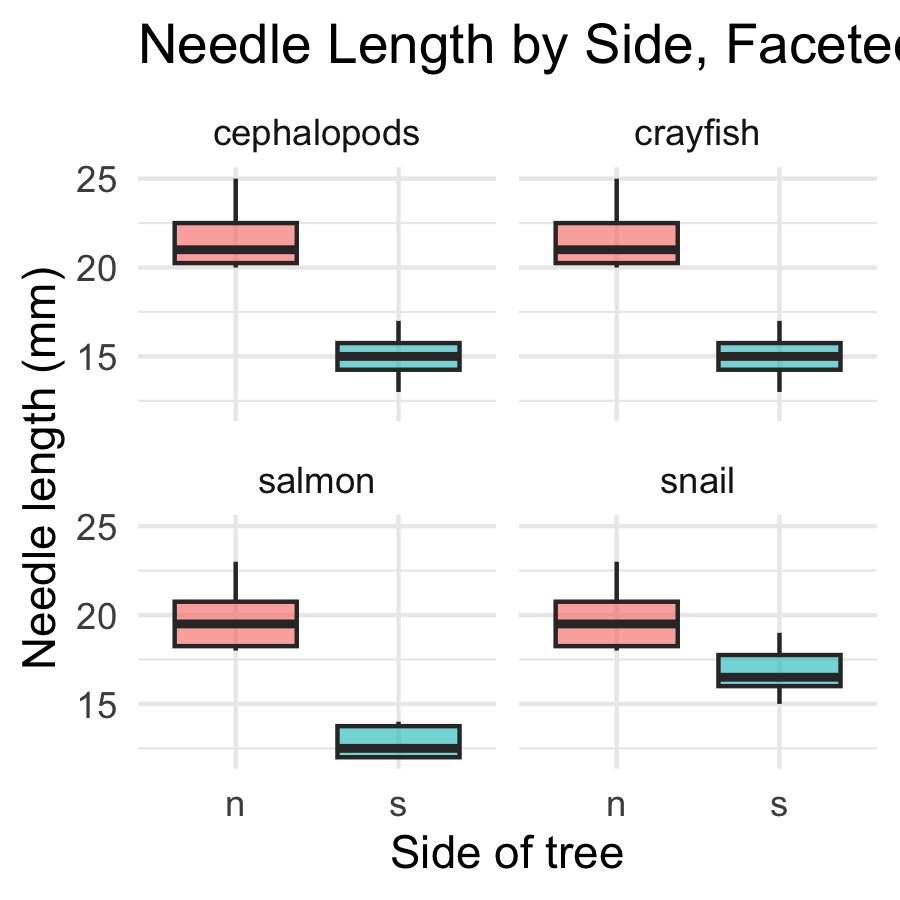 Needle Length by Side, Facete
cephalopods crayfish
25
20
15
salmon snail
25
20
15
n s n s
Side of tree
Needle length (mm)